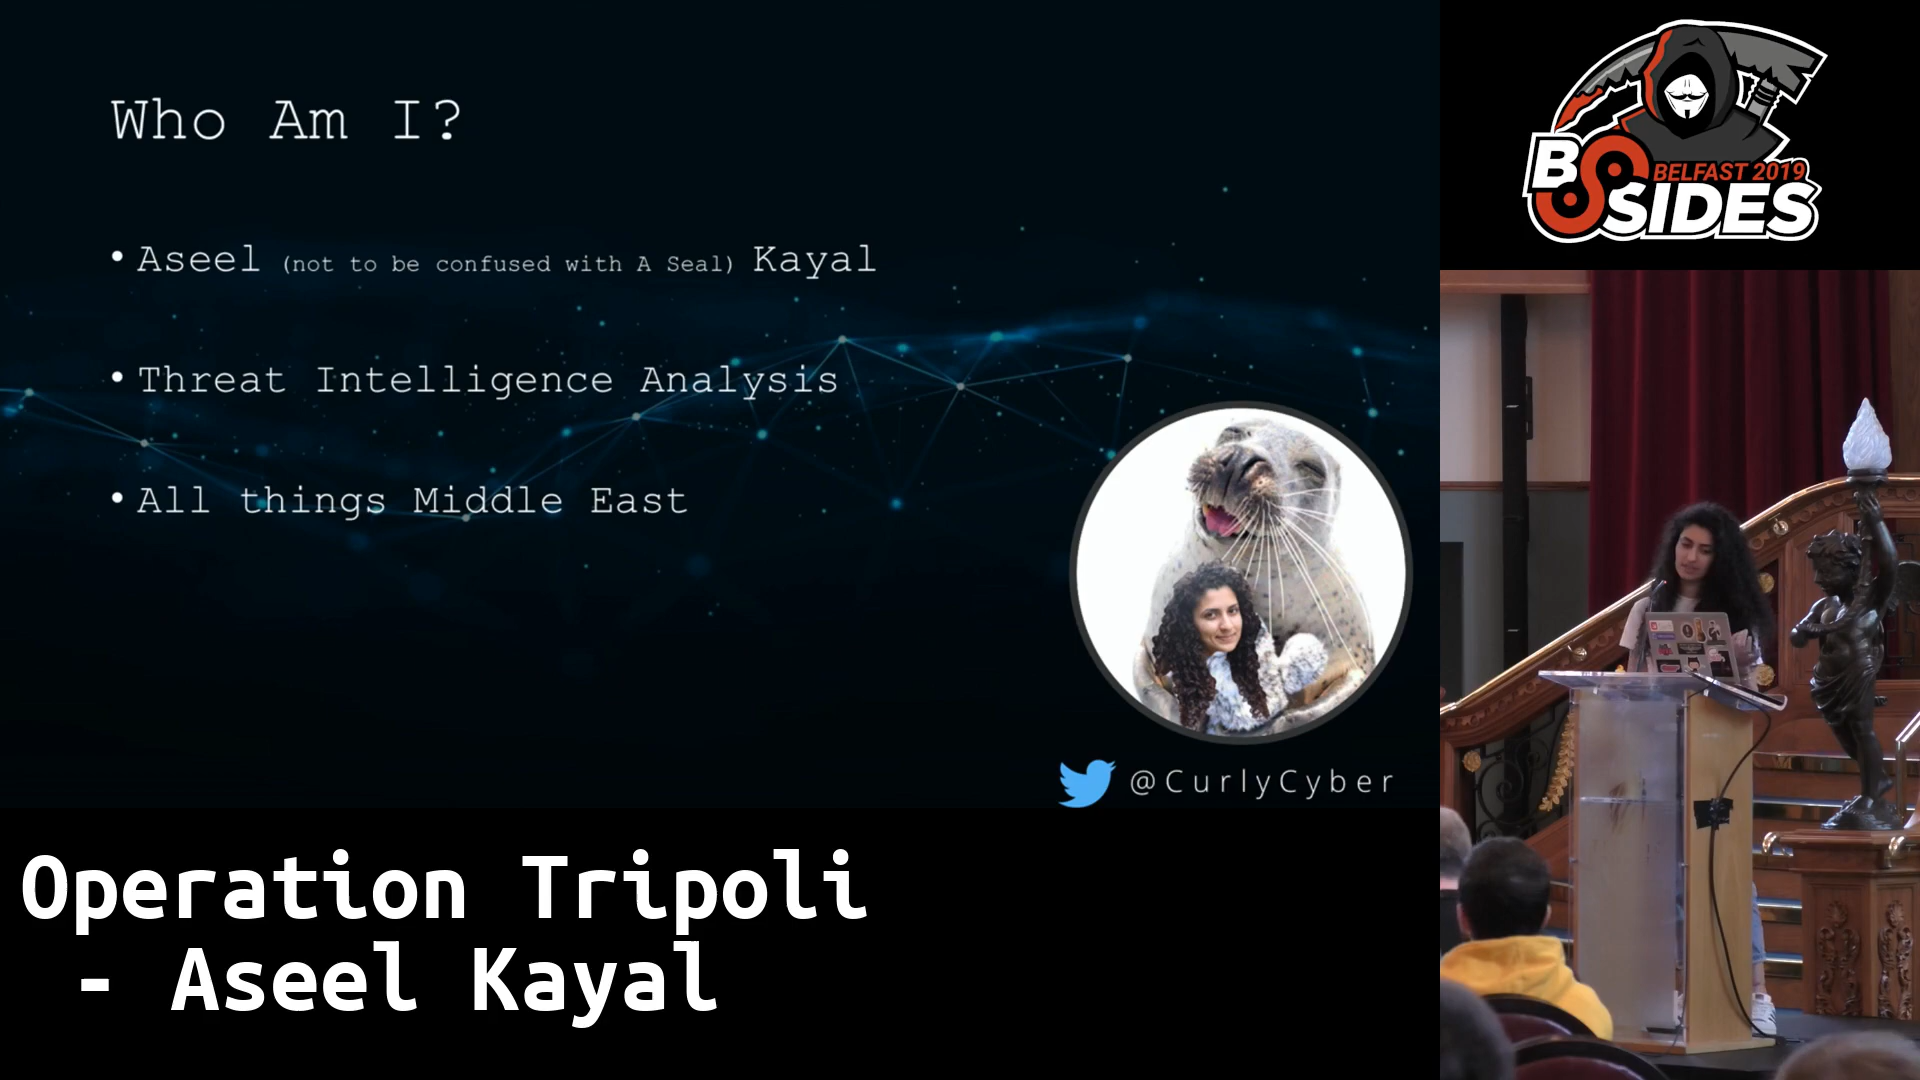 Who Am I?
• Aseel (not to be confused with A Seal) Kayal
• Threat Intelligence Analysis
• All things Middle East
@CurlyCyber
BSIDES
BELFAST 2019
Operation Tripoli
- Aseel Kayal